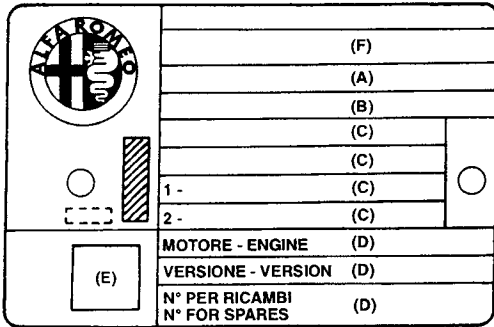 ALFA ROMEO
(F)
(A)
(B)
(C)
(C)
1 - (C)
2 - (C)
MOTORE - ENGINE (D)
VERSIONE - VERSION (D)
N° PER RICAMBI
N° FOR SPARES (D)
(E)